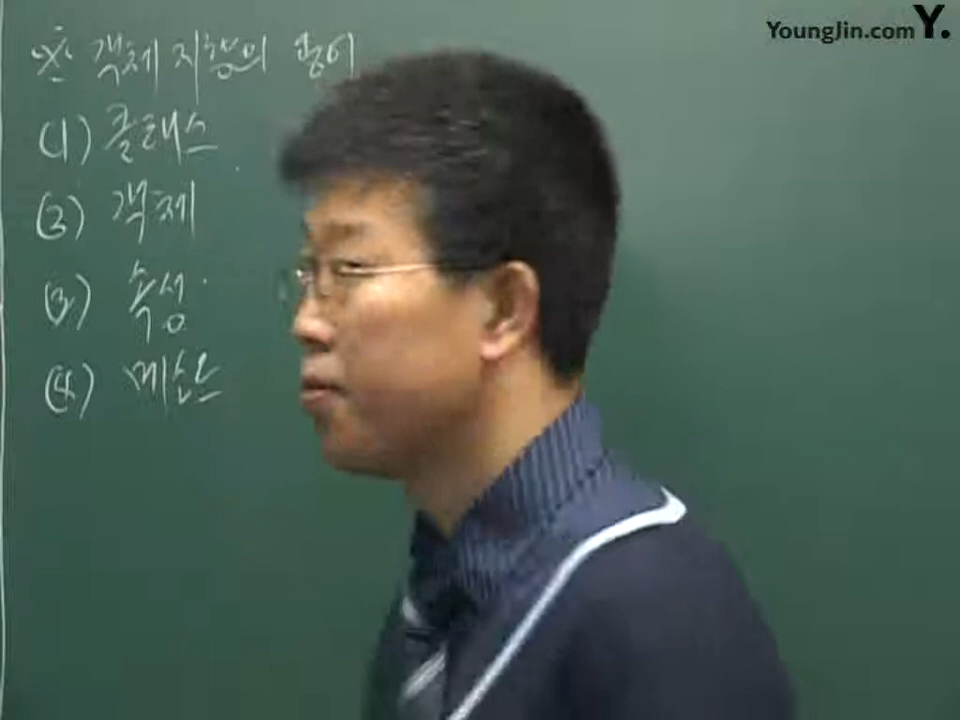 YoungJin.com Y.
※ 객체지향의 용어
(1) 클래스
(2) 객체
(3) 속성
(4) 메소드